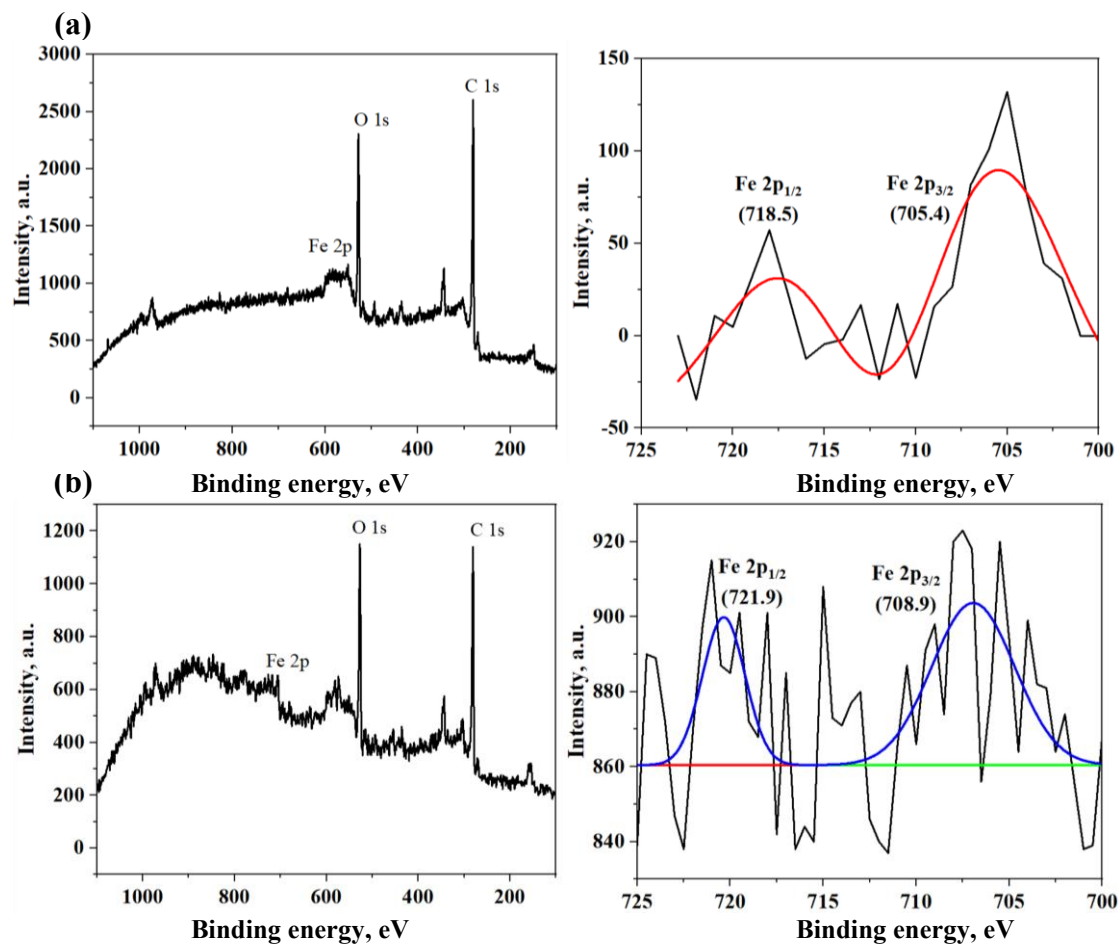 (a)
3000
2500
2000
1500
1000
500
0
Intensity, a.u.
O 1s
C 1s
Fe 2p
1000 800 600 400 200
Binding energy, eV
150
100
50
0
-50
Intensity, a.u.
Fe 2p1/2
(718.5)
Fe 2p3/2
(705.4)
725 720 715 710 705 700
Binding energy, eV
(b)
1200
1000
800
600
400
200
0
Intensity, a.u.
O 1s
C 1s
Fe 2p
1000 800 600 400 200
Binding energy, eV
920
900
880
860
840
Intensity, a.u.
Fe 2p1/2
(721.9)
Fe 2p3/2
(708.9)
725 720 715 710 705 700
Binding energy, eV